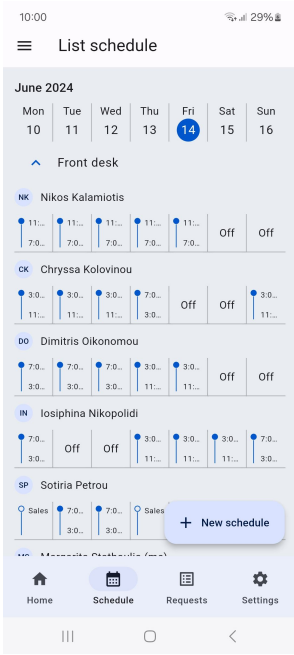 10:00 29%
List schedule
June 2024
Mon Tue Wed Thu Fri Sat Sun
10 11 12 13 14 15 16
Front desk
NK Nikos Kalamiotis
11:... 11:... 11:... 11:... 11:... Off Off
7:0... 7:0... 7:0... 7:0... 7:0...
CK Chryssa Kolovinou
3:0... 3:0... 3:0... 7:0... Off Off 3:0...
11:... 11:... 11:... 3:0... 11:...
DO Dimitris Oikonomou
7:0... 7:0... 7:0... 3:0... 3:0... Off Off
3:0... 3:0... 3:0... 11:... 11:...
IN Iosiphina Nikopolidi
7:0... Off Off 3:0... 3:0... 3:0... 7:0...
3:0... 11:... 11:... 11:... 3:0...
SP Sotiria Petrou
Sales 7:0... 7:0... Sales
3:0... 3:0...
+ New schedule
Home Schedule Requests Settings